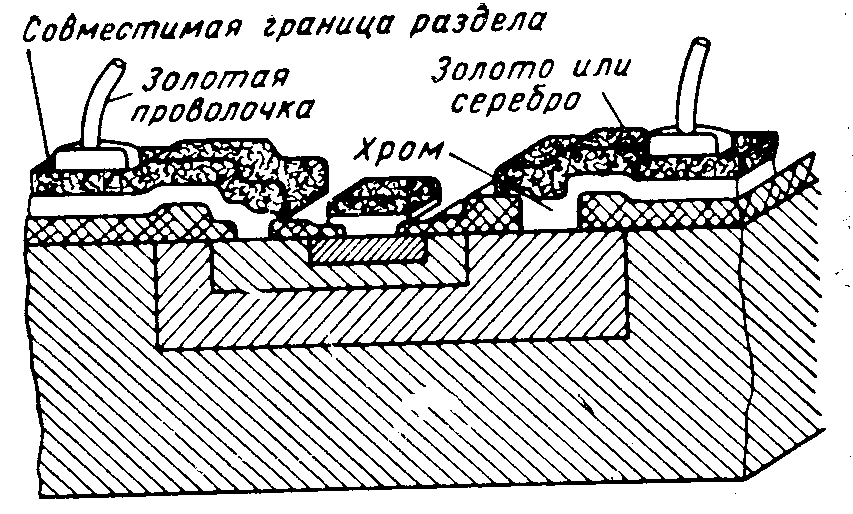 Совместимая граница раздела
Золотая
проволочка
Золото или
серебро
Хром